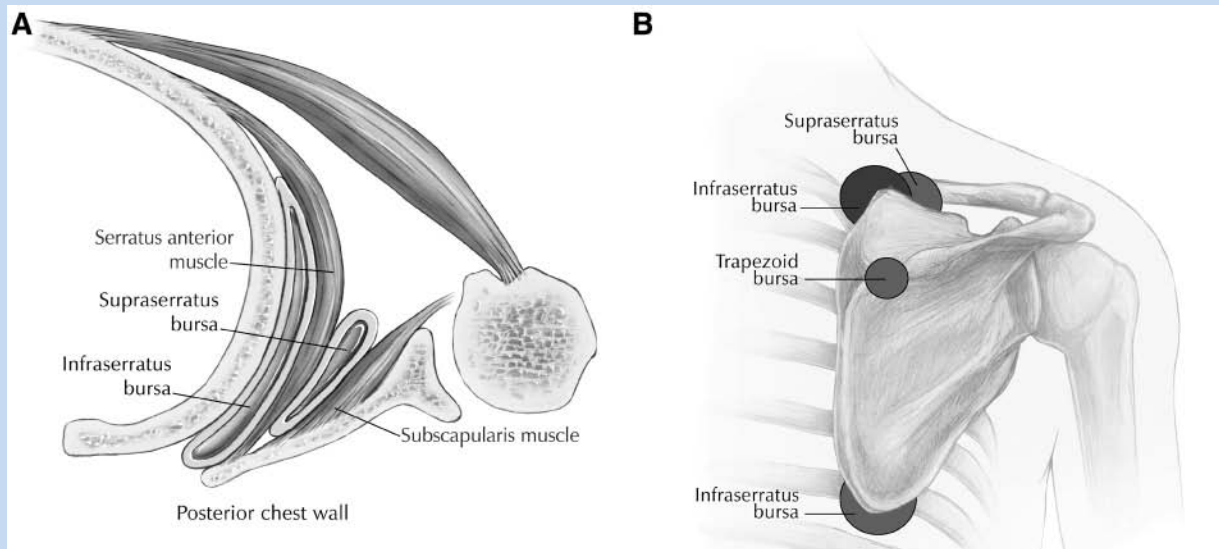 A
Serratus anterior
muscle
Supraserratus
bursa
Infraserratus
bursa
Subscapularis muscle
Posterior chest wall
B
Supraserratus
bursa
Infraserratus
bursa
Trapezoid
bursa
Infraserratus
bursa